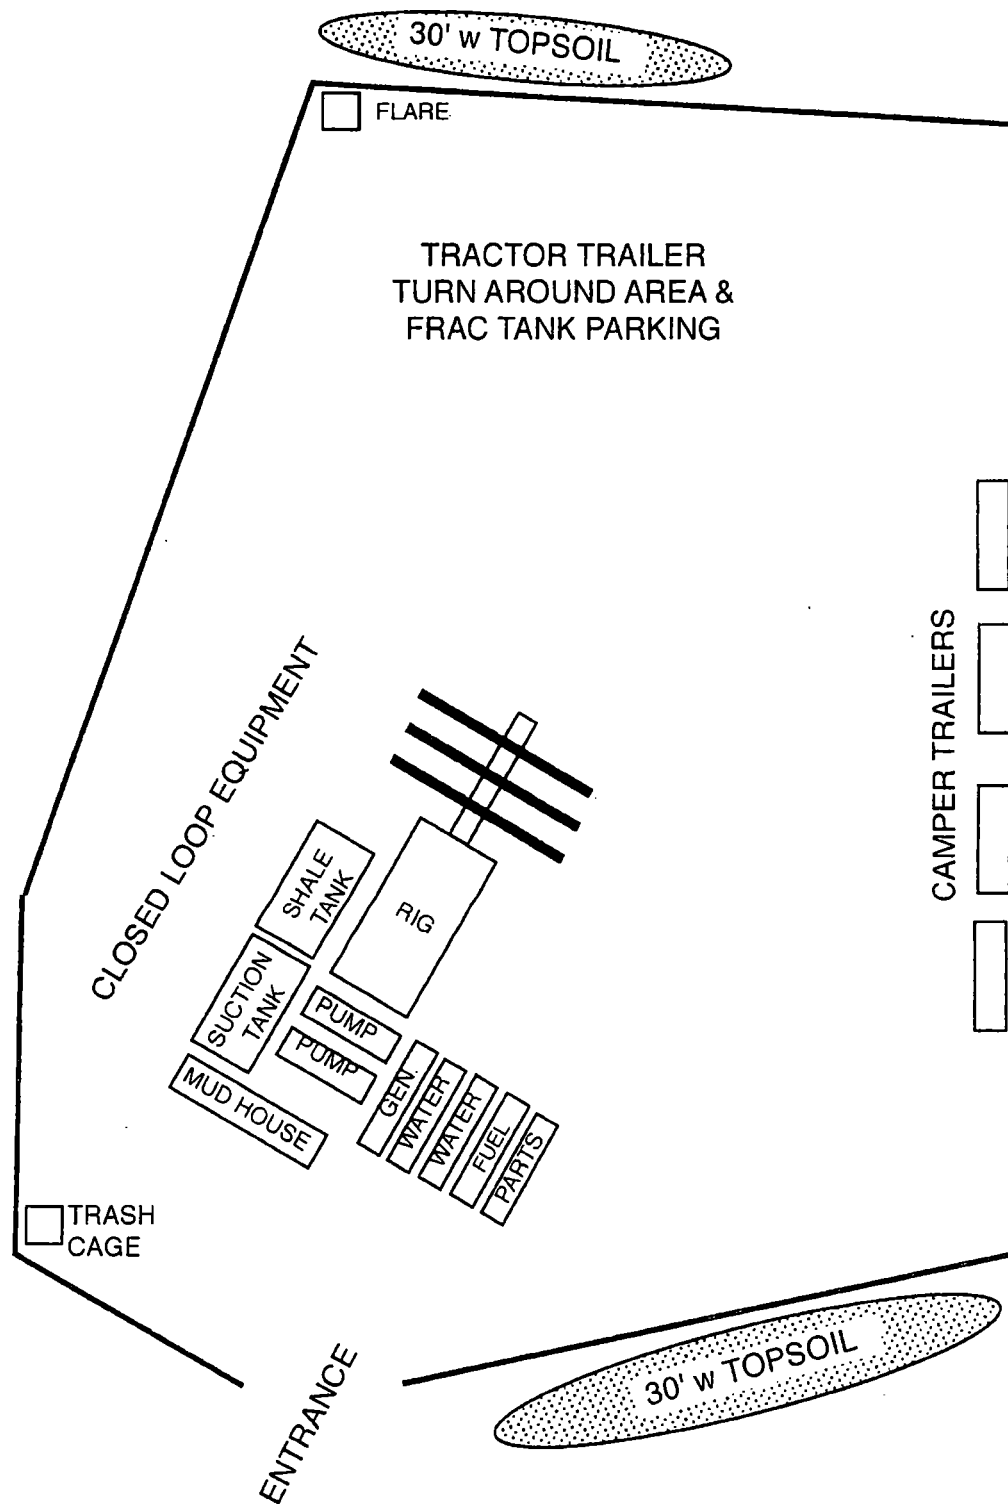 30' w TOPSOIL
FLARE
TRACTOR TRAILER
TURN AROUND AREA &
FRAC TANK PARKING
CLOSED LOOP EQUIPMENT
CAMPER TRAILERS
SHALE
TANK
RIG
SUCTION
TANK
PUMP
PUMP
MUD HOUSE
GEN.
WATER
WATER
FUEL
PARTS
TRASH
CAGE
ENTRANCE
30' w TOPSOIL